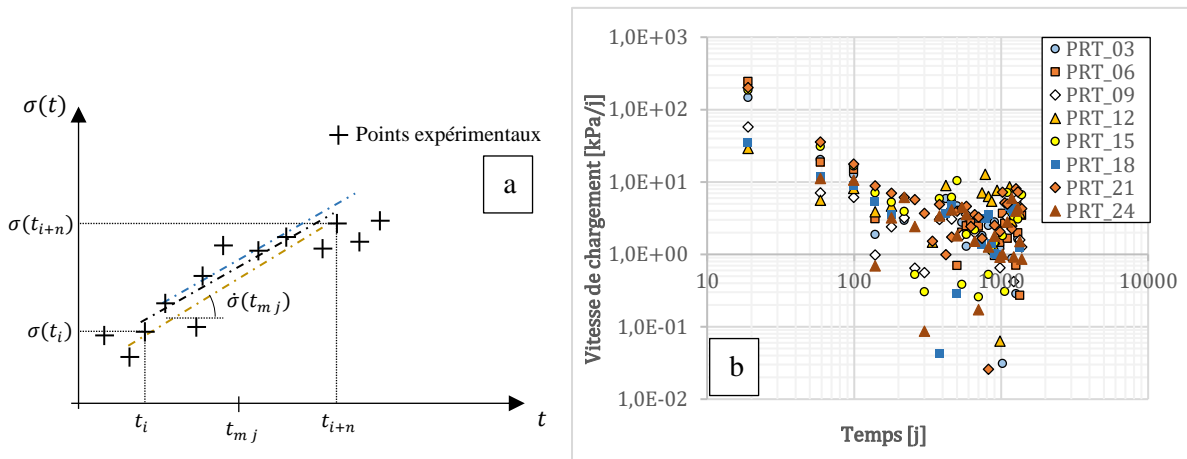 σ(t)
Points expérimentaux
a
σ(t_{i+n})
σ(t_i)
σ̇(t_{m j})
t_i
t_{m j}
t_{i+n}
t
1,0E+03
1,0E+02
1,0E+01
1,0E+00
1,0E-01
1,0E-02
10
100
1000
10000
Vitesse de chargement [kPa/j]
Temps [j]
PRT_03
PRT_06
PRT_09
PRT_12
PRT_15
PRT_18
PRT_21
PRT_24
b